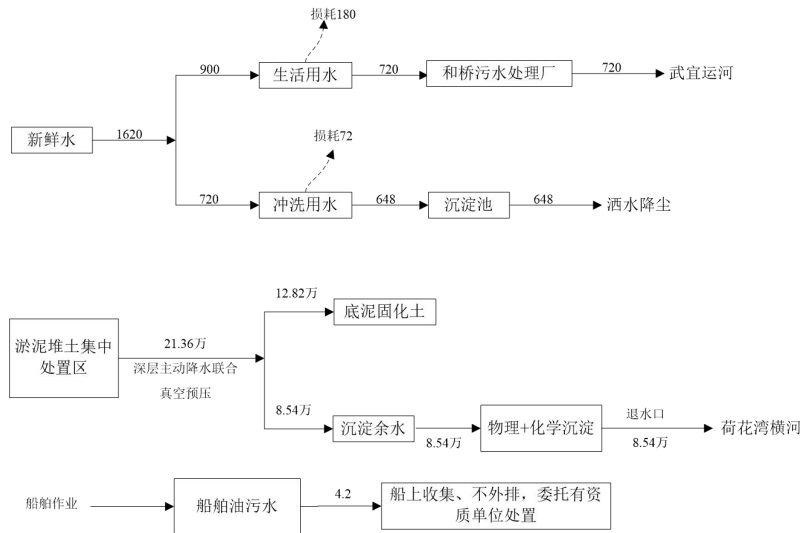 损耗180
900
生活用水
720
和桥污水处理厂
720
武宜运河
新鲜水
1620
损耗72
720
冲洗用水
648
沉淀池
648
洒水降尘
12.82万
底泥固化土
淤泥堆土集中
处置区
21.36万
深层主动降水联合
真空预压
8.54万
沉淀余水
8.54万
物理+化学沉淀
退水口
8.54万
荷花湾横河
船舶作业
船舶油污水
4.2
船上收集、不外排，委托有资
质单位处置